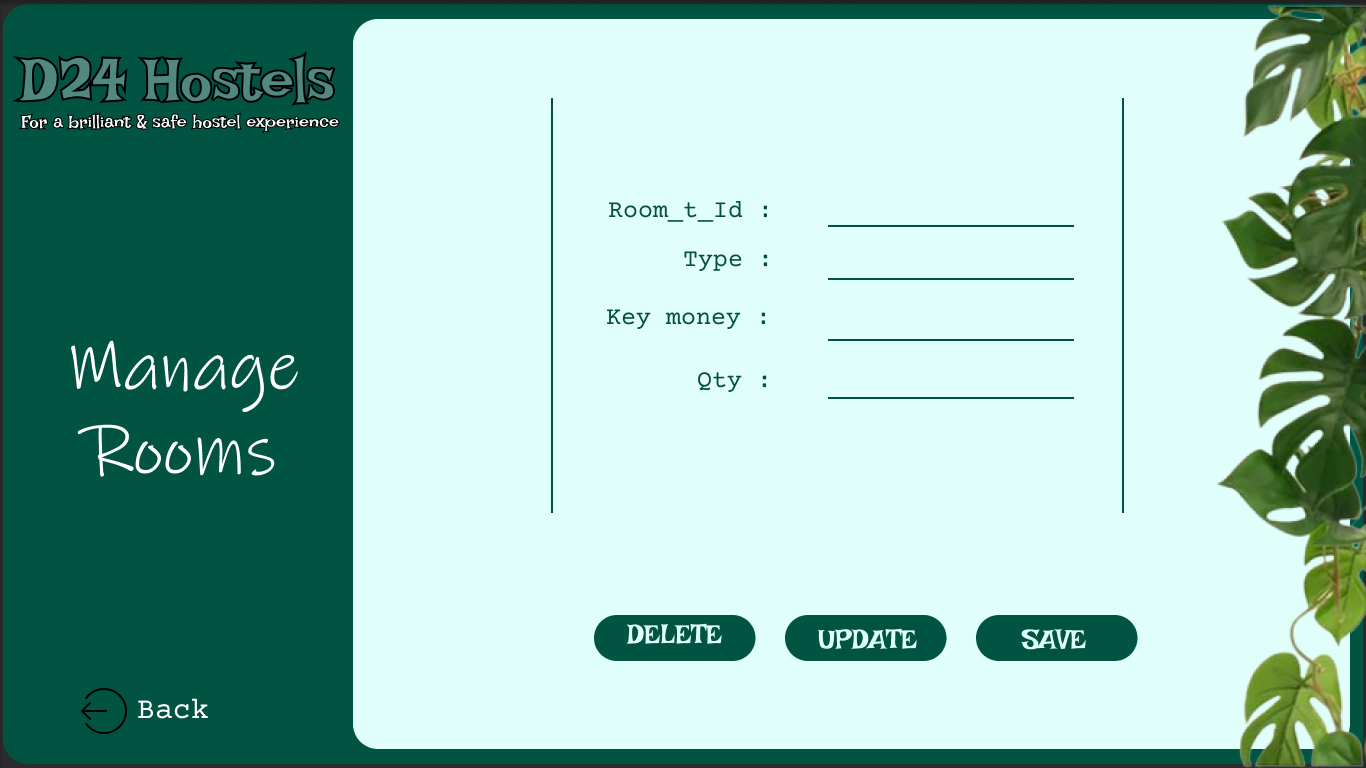 D24 Hostels
For a brilliant & safe hostel experience
Manage
Rooms
Back
Room_t_Id :
Type :
Key money :
Qty :
DELETE
UPDATE
SAVE